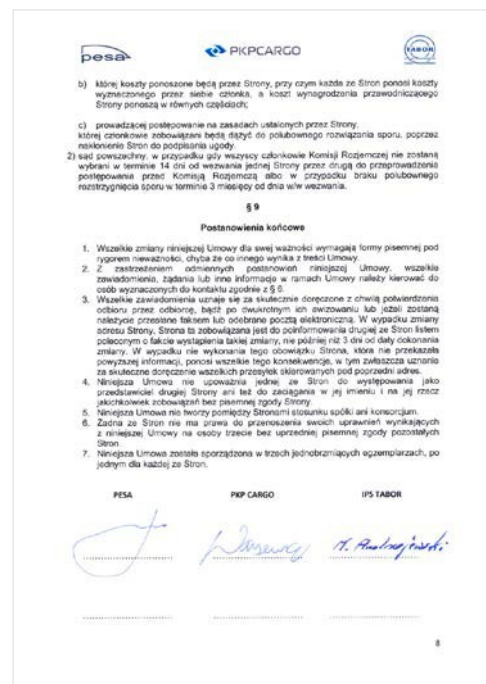 pesa
PKPCARGO
TABOR
b) której koszty ponoszone będą przez Strony, przy czym każda ze Stron ponosi koszty
wyznaczonego przez siebie członka, a koszt wynagrodzenia przewodniczącego
Strony ponoszą w równych częściach;
c) prowadzącej postępowanie na zasadach ustalonych przez Strony,
której członkowie zobowiązani będą dążyć do polubownego rozwiązania sporu, poprzez
nakłonienie Stron do podpisania ugody.
2) sąd powszechny, w przypadku gdy wszyscy członkowie Komisji Rozjemczej nie zostaną
wybrani w terminie 14 dni od wezwania jednej Strony przez drugą do przeprowadzenia
postępowania przed Komisją Rozjemczą albo w przypadku braku polubownego
rozstrzygnięcia sporu w terminie 3 miesięcy od dnia w/w wezwania.
§ 9
Postanowienia końcowe
1. Wszelkie zmiany niniejszej Umowy dla swej ważności wymagają formy pisemnej pod
rygorem nieważności, chyba że co innego wynika z treści Umowy.
2. Z zastrzeżeniem odmiennych postanowień niniejszej Umowy, wszelkie
zawiadomienia, żądania lub inne informacje w ramach Umowy należy kierować do
osób wyznaczonych do kontaktu zgodnie z §
3. Wszelkie zawiadomienia uznaje się za skutecznie doręczone z chwilą potwierdzenia
odbioru przez odbiorcę, bądź po dwukrotnym ich awizowaniu lub jeżeli zostaną
należycie przesłane faksem lub odebrane pocztą elektroniczną. W wypadku zmiany
adresu Strony, Strona ta zobowiązana jest do poinformowania drugiej ze Stron listem
poleconym o fakcie wystąpienia takiej zmiany, nie później niż 3 dni od daty dokonania
zmiany. W wypadku nie wykonania tego obowiązku Strona, która nie przekazała
powyższej informacji, ponosi wszelkie tego konsekwencje, w tym zwłaszcza uznanie
za skuteczne doręczenie wszelkich przesyłek skierowanych pod poprzedni adres.
4. Niniejsza Umowa nie upoważnia jednej ze Stron do występowania jako
przedstawiciel drugiej Strony ani też do zaciągania w jej imieniu i na jej rzecz
jakichkolwiek zobowiązań bez pisemnej zgody Strony.
5. Niniejsza Umowa nie tworzy pomiędzy Stronami stosunku spółki ani konsorcjum.
6. Żadna ze Stron nie ma prawa do przenoszenia swoich uprawnień wynikających
z niniejszej Umowy na osoby trzecie bez uprzedniej pisemnej zgody pozostałych
Stron.
7. Niniejsza Umowa została sporządzona w trzech jednobrzmiących egzemplarzach, po
jednym dla każdej ze Stron.
PESA PKP CARGO IPS TABOR
M. Andrzejewski
8